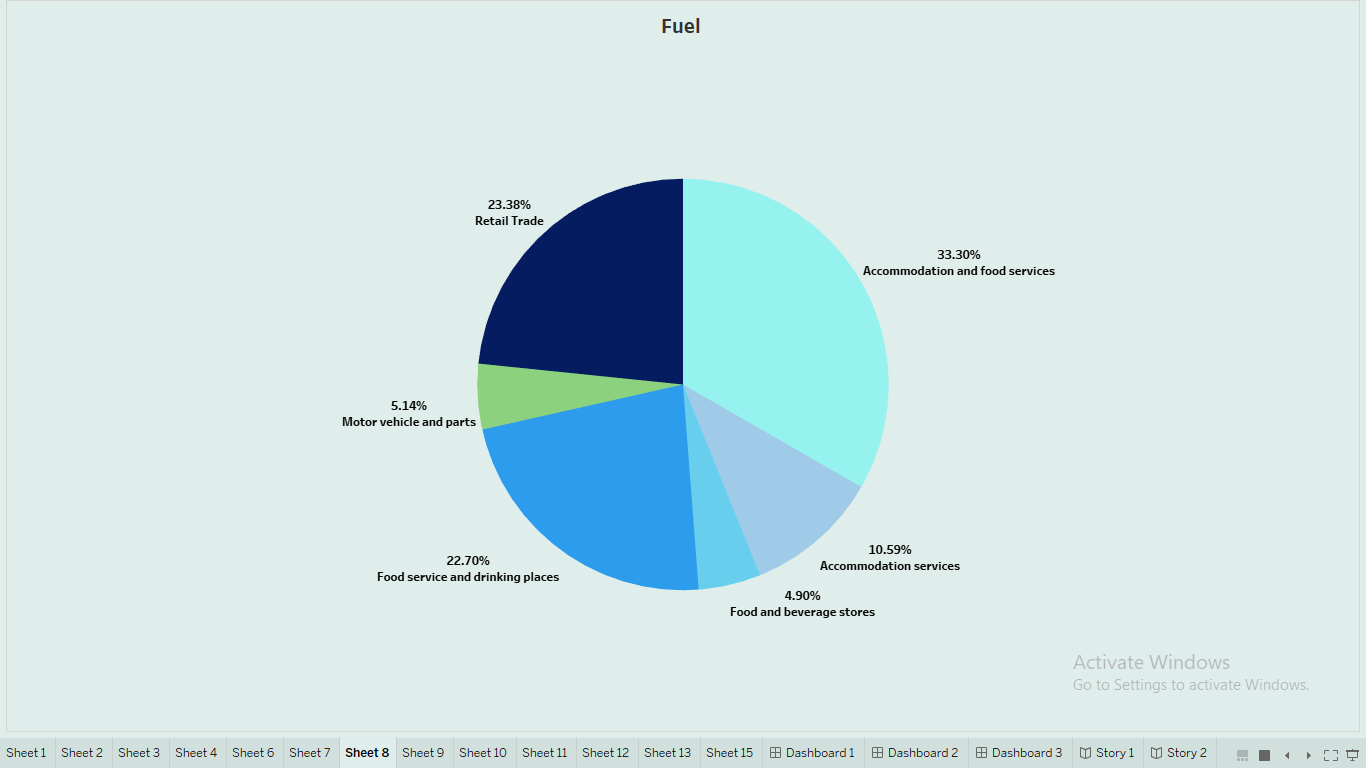 Fuel
23.38%
Retail Trade
33.30%
Accommodation and food services
5.14%
Motor vehicle and parts
10.59%
Accommodation services
22.70%
Food service and drinking places
4.90%
Food and beverage stores
Activate Windows
Go to Settings to activate Windows.
Sheet 1 Sheet 2 Sheet 3 Sheet 4 Sheet 6 Sheet 7 Sheet 8 Sheet 9 Sheet 10 Sheet 11 Sheet 12 Sheet 13 Sheet 15 Dashboard 1 Dashboard 2 Dashboard 3 Story 1 Story 2